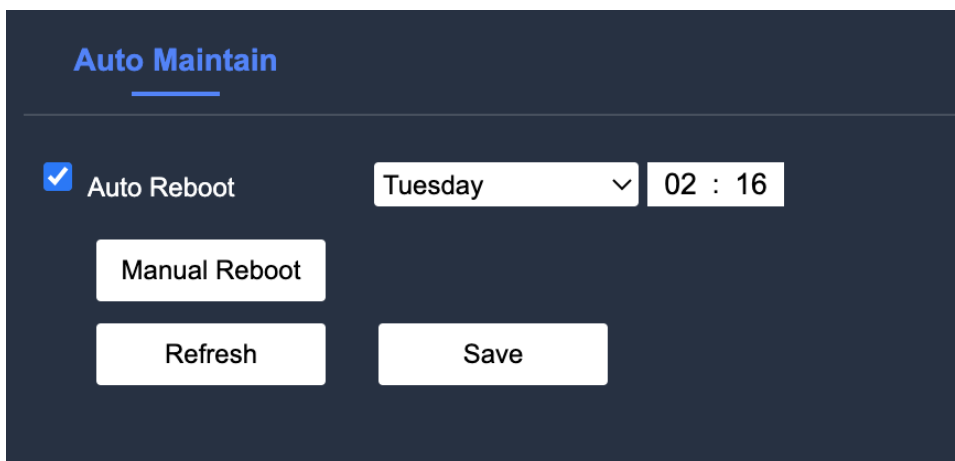 Auto Maintain
Auto Reboot Tuesday 02 : 16
Manual Reboot
Refresh Save